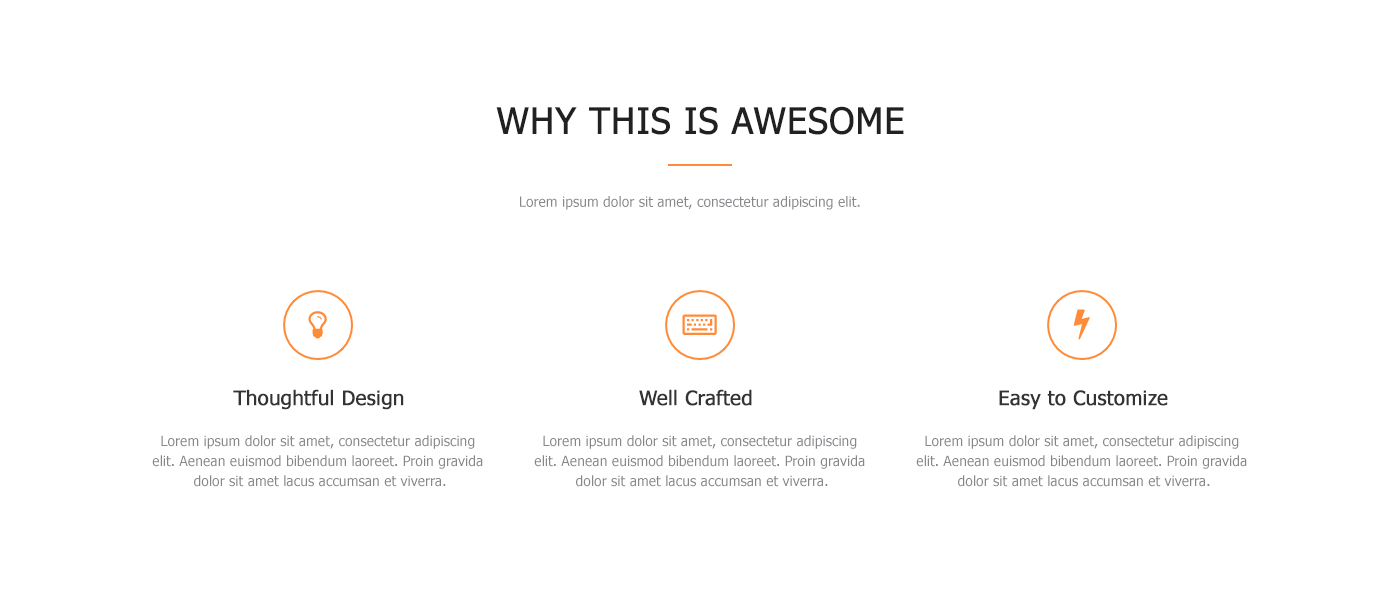 WHY THIS IS AWESOME
Lorem ipsum dolor sit amet, consectetur adipiscing elit.
Thoughtful Design
Lorem ipsum dolor sit amet, consectetur adipiscing
elit. Aenean euismod bibendum laoreet. Proin gravida
dolor sit amet lacus accumsan et viverra.
Well Crafted
Lorem ipsum dolor sit amet, consectetur adipiscing
elit. Aenean euismod bibendum laoreet. Proin gravida
dolor sit amet lacus accumsan et viverra.
Easy to Customize
Lorem ipsum dolor sit amet, consectetur adipiscing
elit. Aenean euismod bibendum laoreet. Proin gravida
dolor sit amet lacus accumsan et viverra.